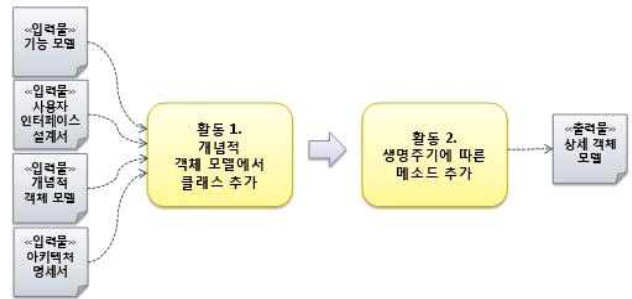 «입력물»
기능 모델
«입력물»
사용자
인터페이스
설계서
«입력물»
개념적
객체 모델
«입력물»
아키텍처
명세서
활동 1.
개념적
객체 모델에서
클래스 추가
활동 2.
생명주기에 따른
메소드 추가
«출력물»
상세 객체
모델